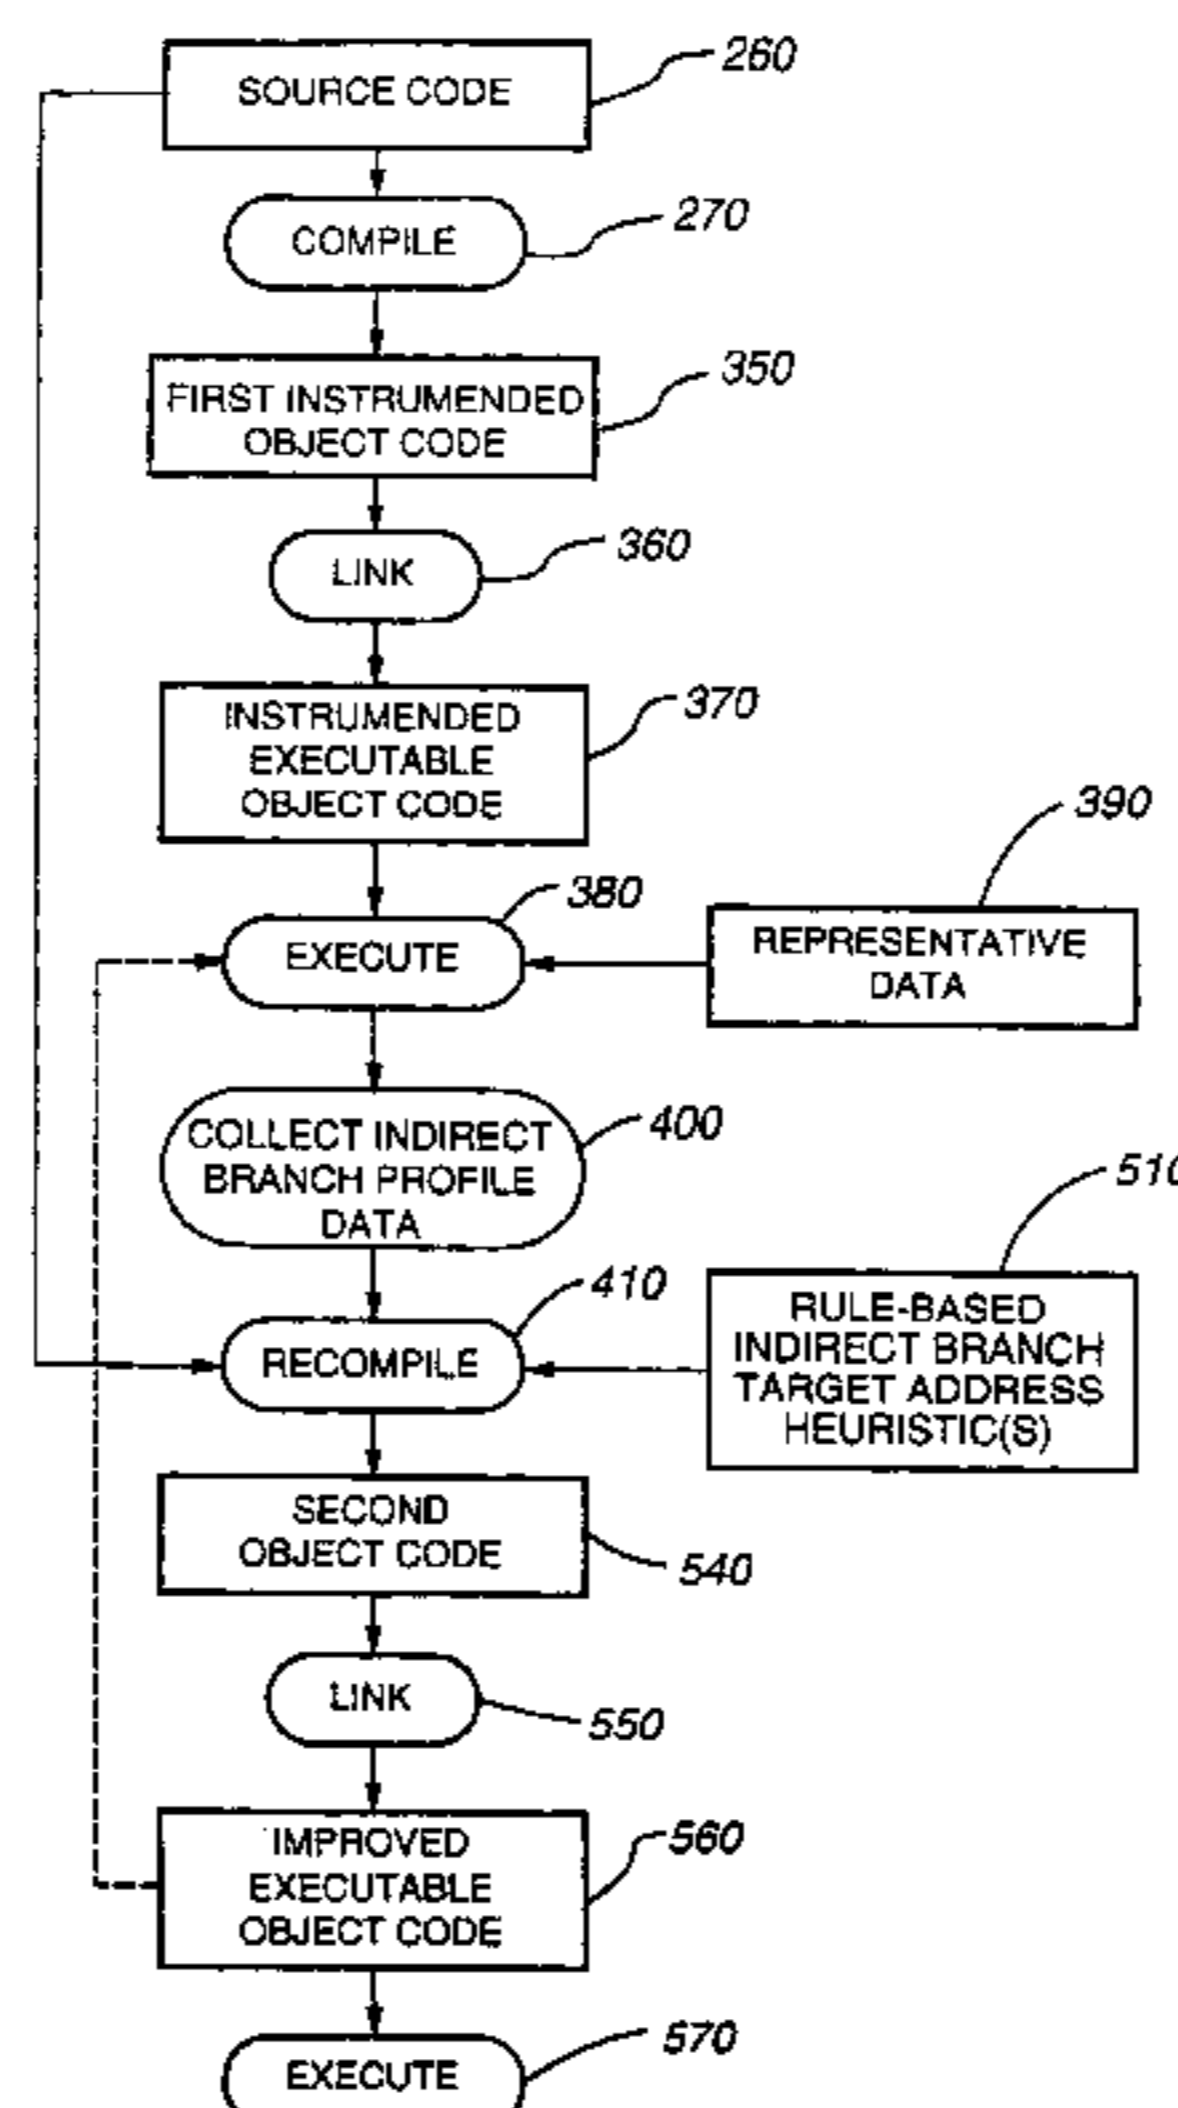 260
SOURCE CODE
270
COMPILE
350
FIRST INSTRUMENDED
OBJECT CODE
360
LINK
370
INSTRUMENDED
EXECUTABLE
OBJECT CODE
380
EXECUTE
390
REPRESENTATIVE
DATA
400
COLLECT INDIRECT
BRANCH PROFILE
DATA
410
RECOMPILE
510
RULE-BASED
INDIRECT BRANCH
TARGET ADDRESS
HEURISTIC(S)
SECOND
OBJECT CODE
540
LINK
550
IMPROVED
EXECUTABLE
OBJECT CODE
560
570
EXECUTE